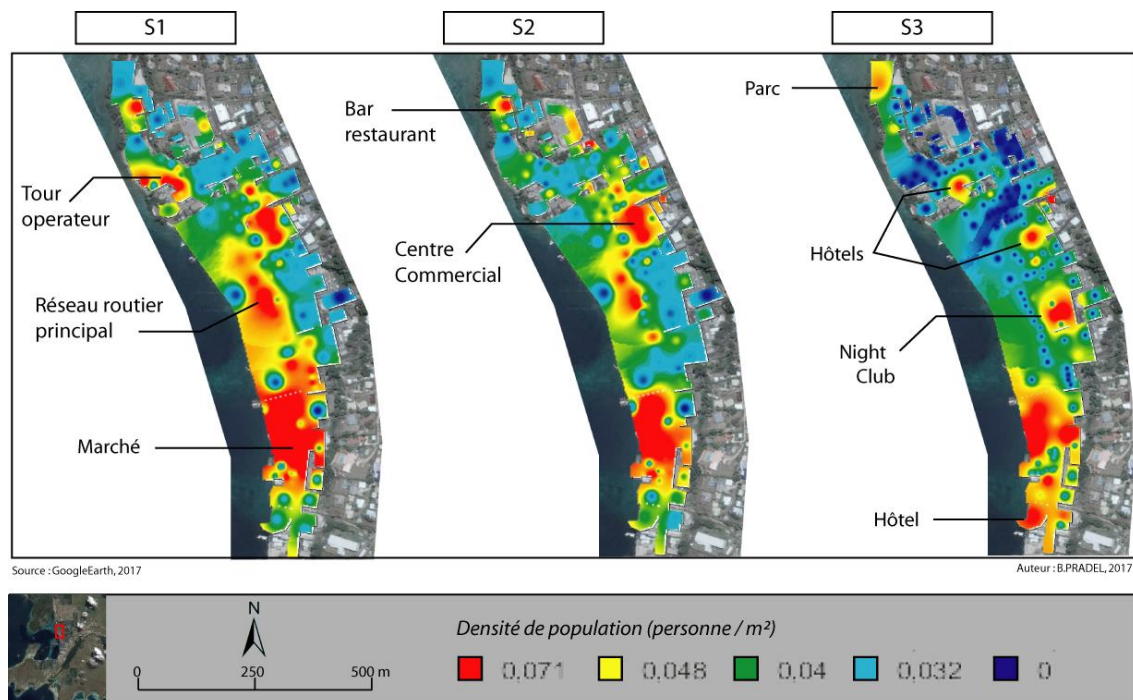 S1
S2
S3
Bar
restaurant
Parc
Tour
operateur
Centre
Commercial
Hôtels
Réseau routier
principal
Night
Club
Marché
Hôtel
Source : GoogleEarth, 2017
Auteur : B.PRADEL, 2017
N
0 250 500 m
Densité de population (personne / m²)
0,071 0,048 0,04 0,032 0